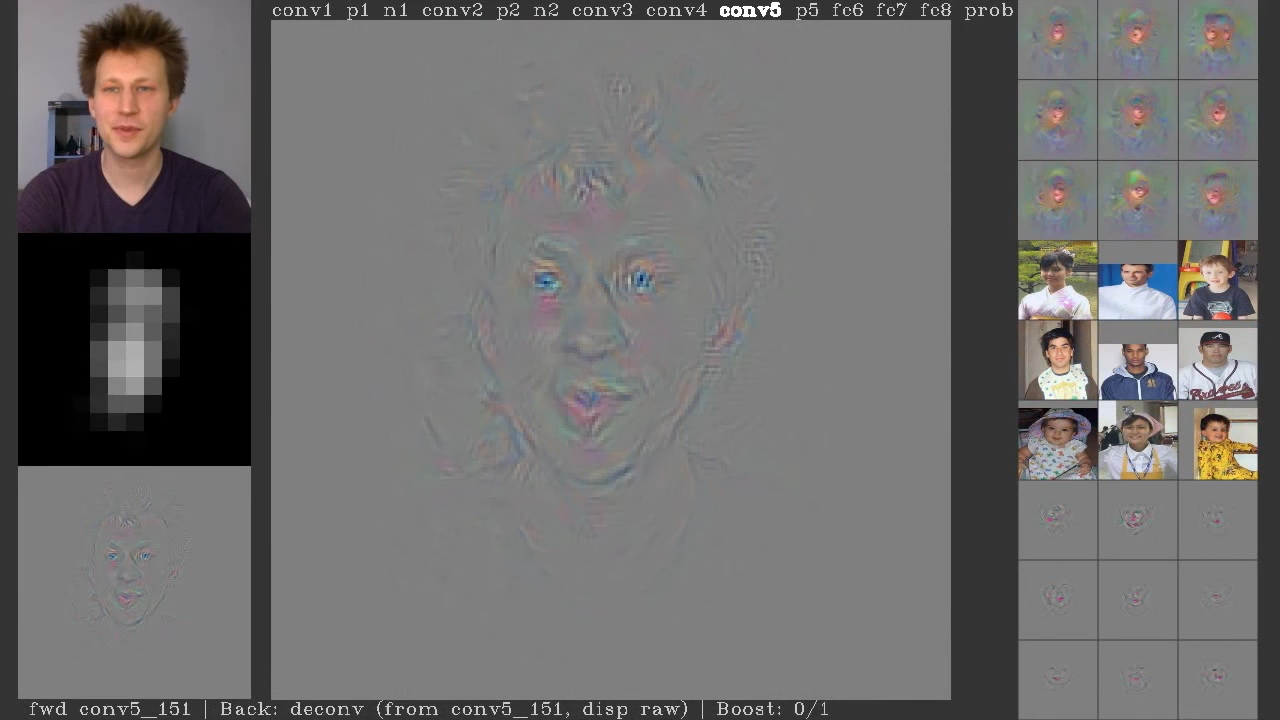 conv1 p1 n1 conv2 p2 n2 conv3 conv4 conv5 p5 fc6 fc7 fc8 prob
fwd conv5_151 | Back: deconv (from conv5_151, disp raw) | Boost: 0/1